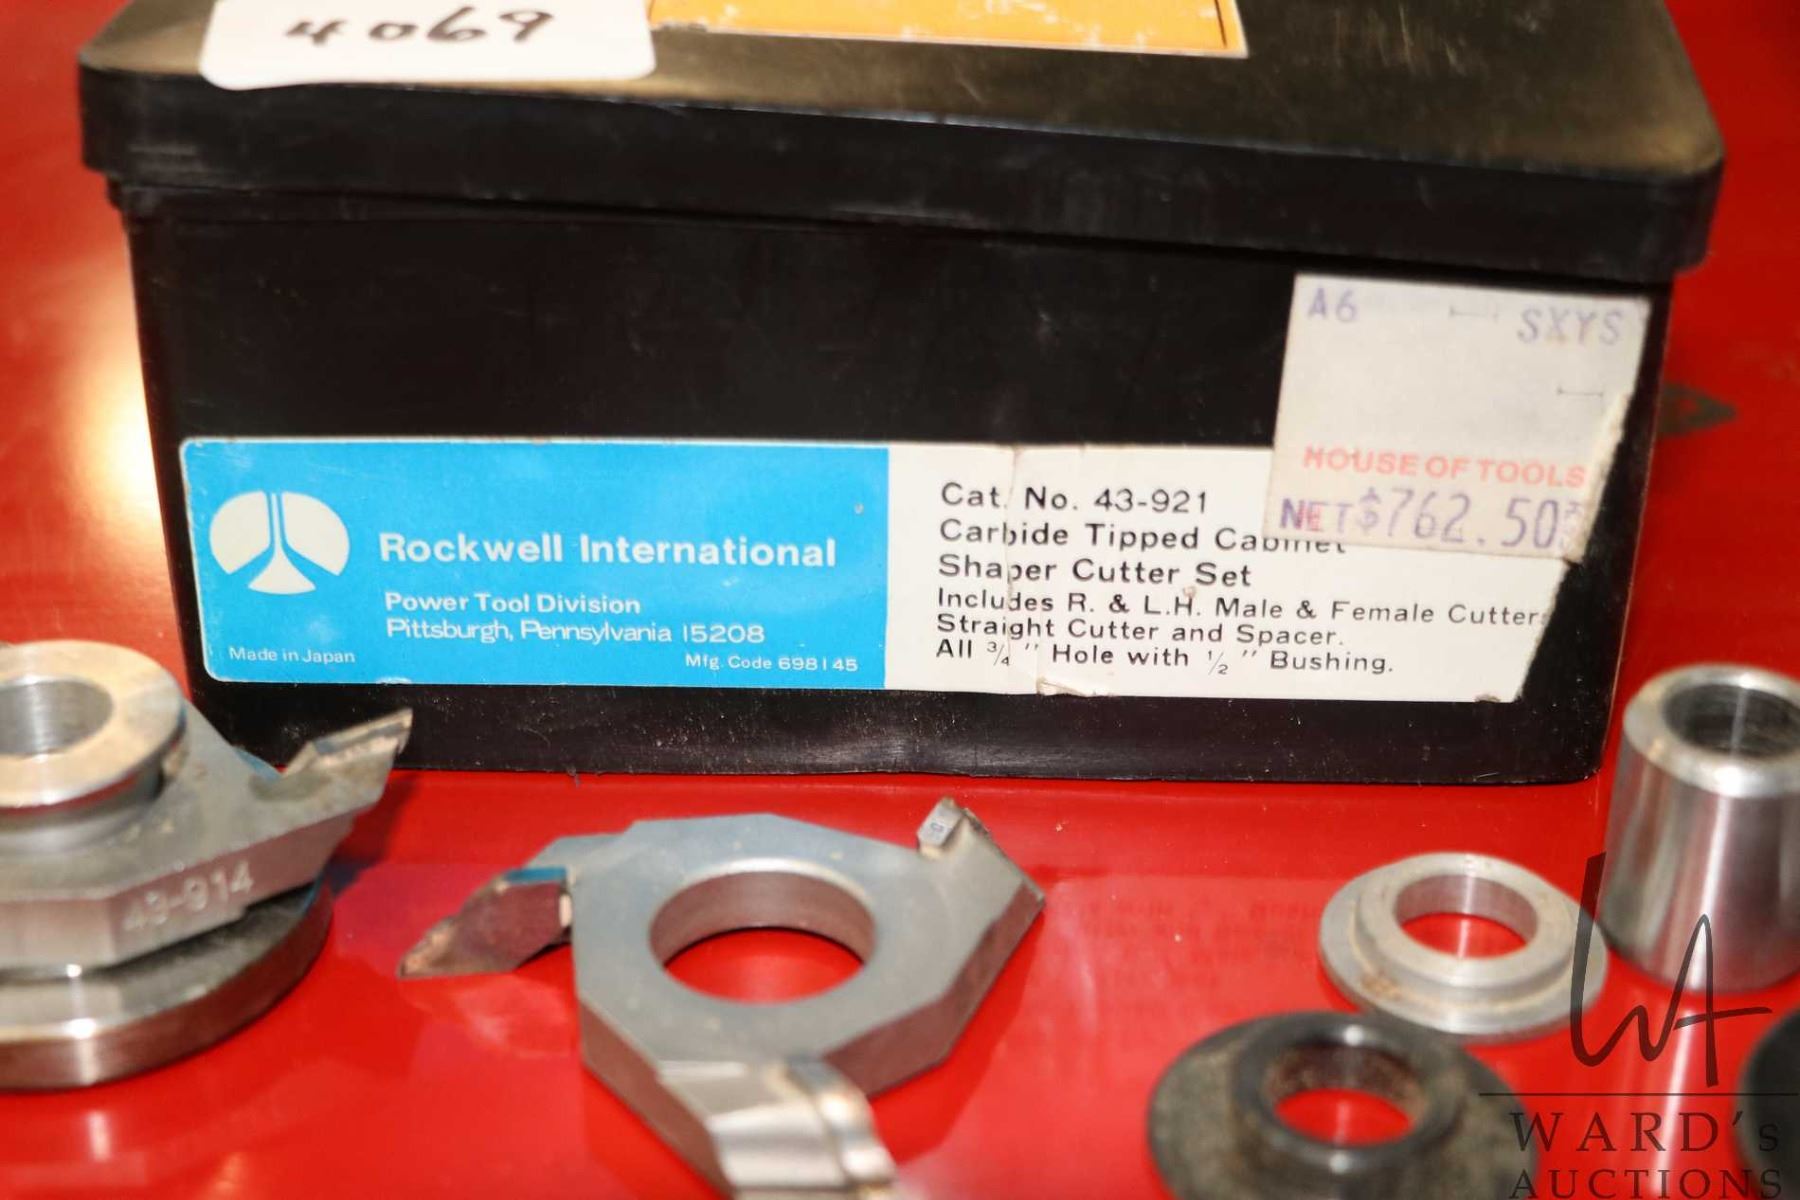 4069
A6 SXYS
HOUSE OF TOOLS
NET $762.50
Rockwell International
Power Tool Division
Pittsburgh, Pennsylvania 15208
Made in Japan
Mfg. Code 698145
Cat. No. 43-921
Carbide Tipped Cabinet
Shaper Cutter Set
Includes R. & L.H. Male & Female Cutters
Straight Cutter and Spacer.
All 3/4 " Hole with 1/2 " Bushing.
43-914
WA
WARD'S
AUCTIONS